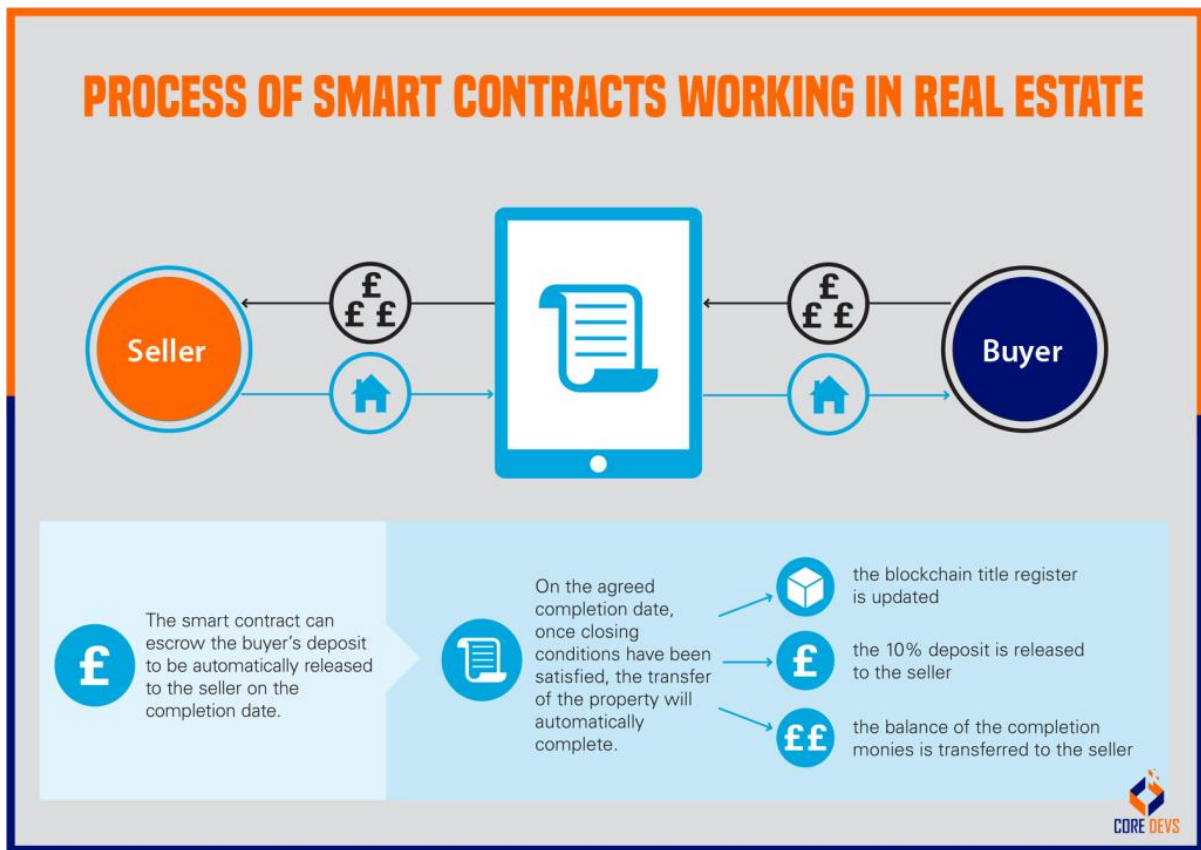 PROCESS OF SMART CONTRACTS WORKING IN REAL ESTATE
£
£ £
£
£ £
Seller
Buyer
£
The smart contract can
escrow the buyer's deposit
to be automatically released
to the seller on the
completion date.
On the agreed
completion date,
once closing
conditions have been
satisfied, the transfer
of the property will
automatically
complete.
the blockchain title register
is updated
£
the 10% deposit is released
to the seller
££
the balance of the completion
monies is transferred to the seller
CORE DEVS